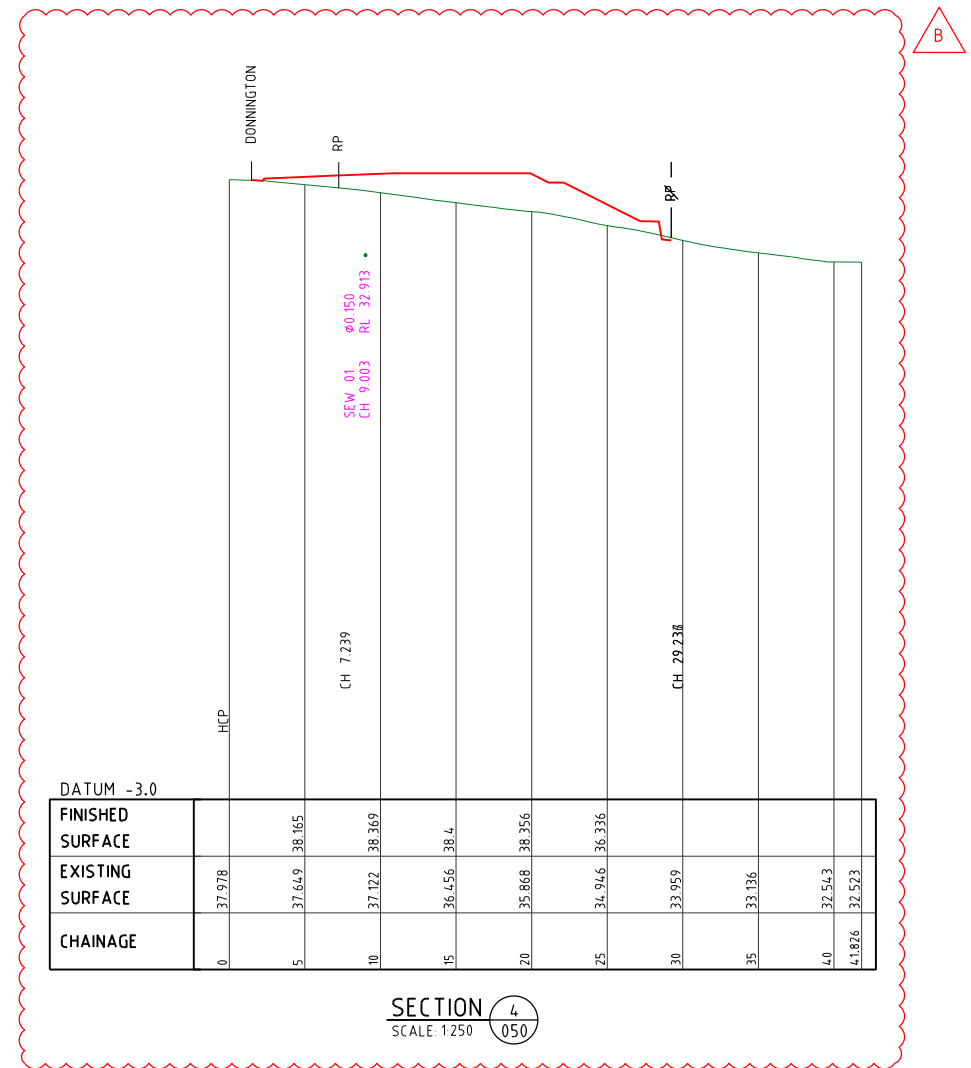 B
DONNINGTON
RP
RP
SEW 01 ø0.150
CH 9.003 RL 32.913
CH 7.239
CH 29.23
HCP
DATUM -3.0
FINISHED
SURFACE
38.165 38.369 38.4 38.356 36.336
EXISTING
SURFACE
37.978 37.649 37.122 36.456 35.868 34.946 33.959 33.136 32.543 32.523
CHAINAGE
0 5 10 15 20 25 30 35 40 41.826
SECTION
SCALE: 1:250
4
050